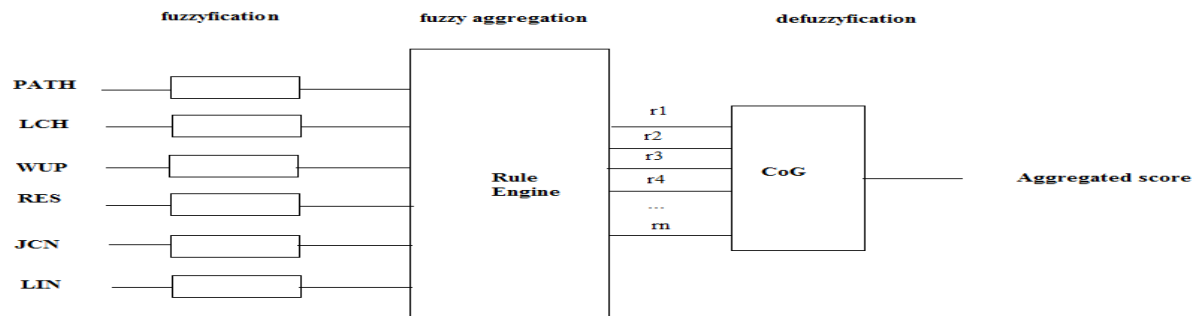 fuzzyfication
fuzzy aggregation
defuzzyfication
PATH
LCH
WUP
RES
JCN
LIN
Rule
Engine
r1
r2
r3
r4
...
rn
CoG
Aggregated score